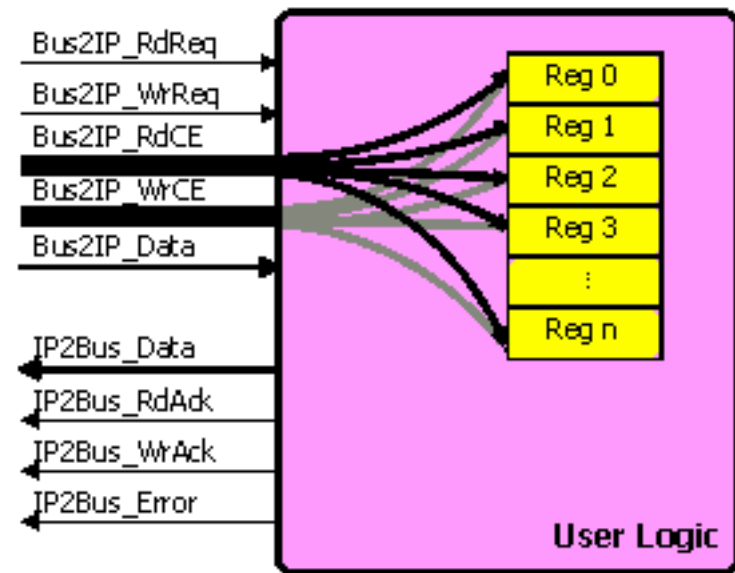 Bus2IP_RdReq
Bus2IP_WrReq
Bus2IP_RdCE
Bus2IP_WrCE
Bus2IP_Data
IP2Bus_Data
IP2Bus_RdAck
IP2Bus_WrAck
IP2Bus_Error
Reg 0
Reg 1
Reg 2
Reg 3
⋮
Reg n
User Logic